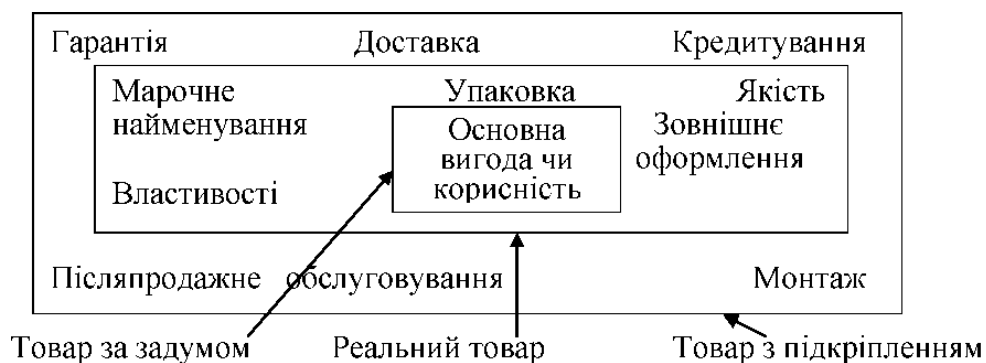 Гарантія Доставка Кредитування
Марочне Упаковка Якість
найменування Основна Зовнішнє
вигода чи оформлення
Властивості корисність
Післяпродажне обслуговування Монтаж
Товар за задумом Реальний товар Товар з підкріпленням